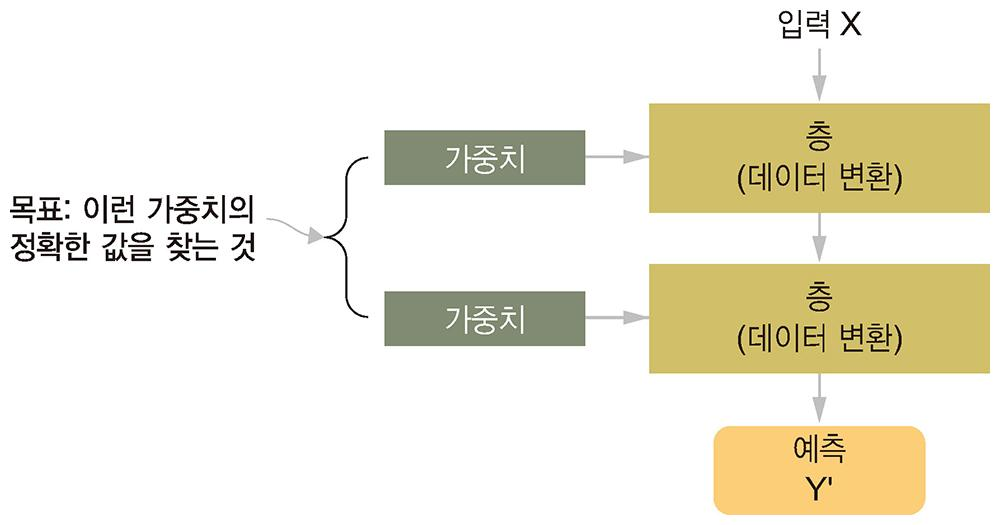 입력 X
가중치
층
(데이터 변환)
목표: 이런 가중치의
정확한 값을 찾는 것
가중치
층
(데이터 변환)
예측
Y'